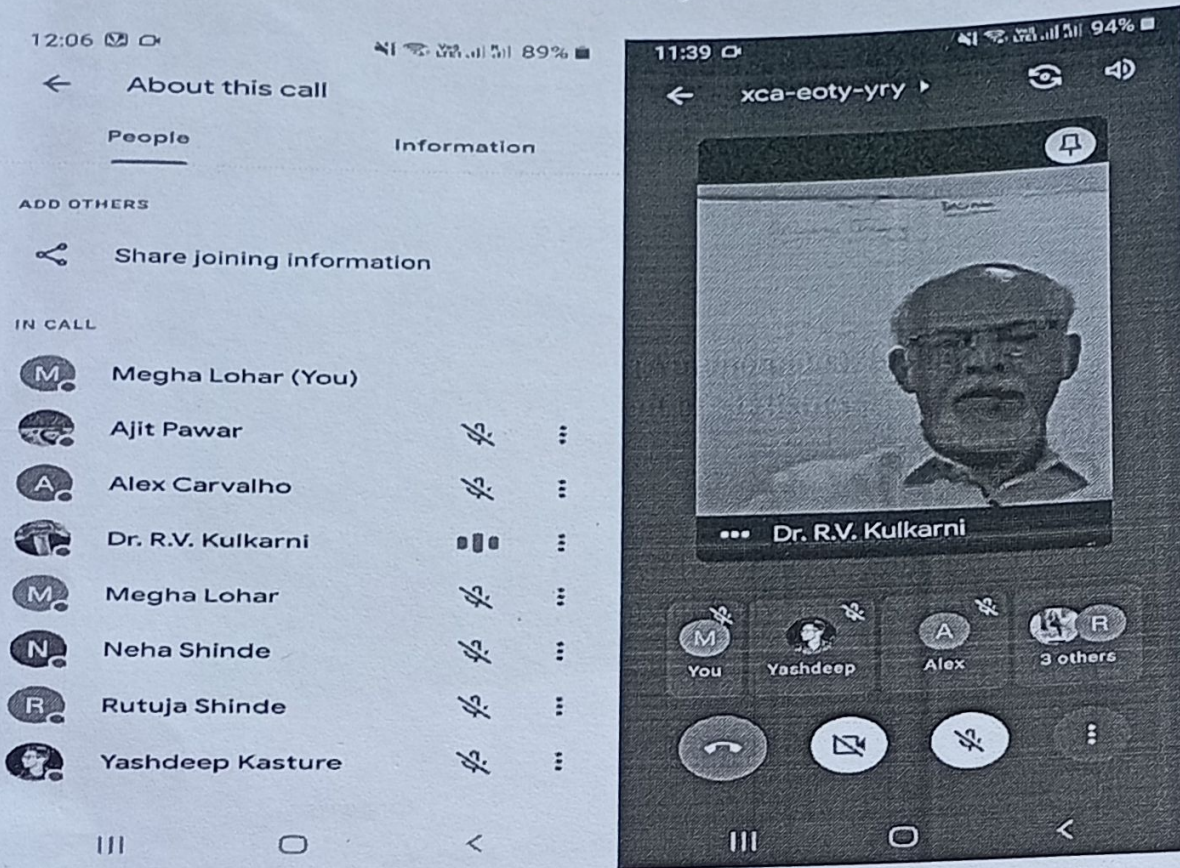 12:06 89%
About this call
People Information
ADD OTHERS
Share joining information
IN CALL
M Megha Lohar (You)
Ajit Pawar
A Alex Carvalho
Dr. R.V. Kulkarni
M Megha Lohar
N Neha Shinde
R Rutuja Shinde
Yashdeep Kasture
11:39 94%
xca-eoty-yry
Dr. R.V. Kulkarni
M A R
You Yashdeep Alex 3 others